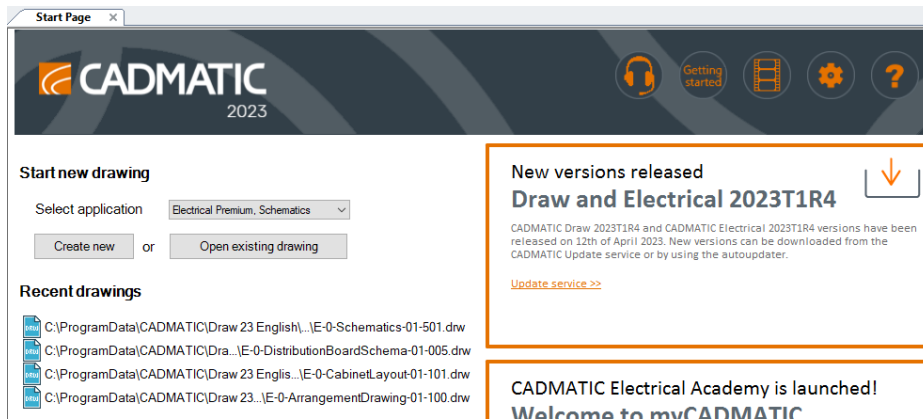 Start Page
CADMATIC
2023
Getting
started
?
Start new drawing
Select application
Electrical Premium, Schematics
Create new
or
Open existing drawing
Recent drawings
C:\ProgramData\CADMATIC\Draw 23 English\...\E-0-Schematics-01-501.drw
C:\ProgramData\CADMATIC\Dra...\E-0-DistributionBoardSchema-01-005.drw
C:\ProgramData\CADMATIC\Draw 23 Englis...\E-0-CabinetLayout-01-101.drw
C:\ProgramData\CADMATIC\Draw 23...\E-0-ArrangementDrawing-01-100.drw
New versions released
Draw and Electrical 2023T1R4
CADMATIC Draw 2023T1R4 and CADMATIC Electrical 2023T1R4 versions have been
released on 12th of April 2023. New versions can be downloaded from the
CADMATIC Update service or by using the autoupdater.
Update service >>
CADMATIC Electrical Academy is launched!
Welcome to myCADMATIC